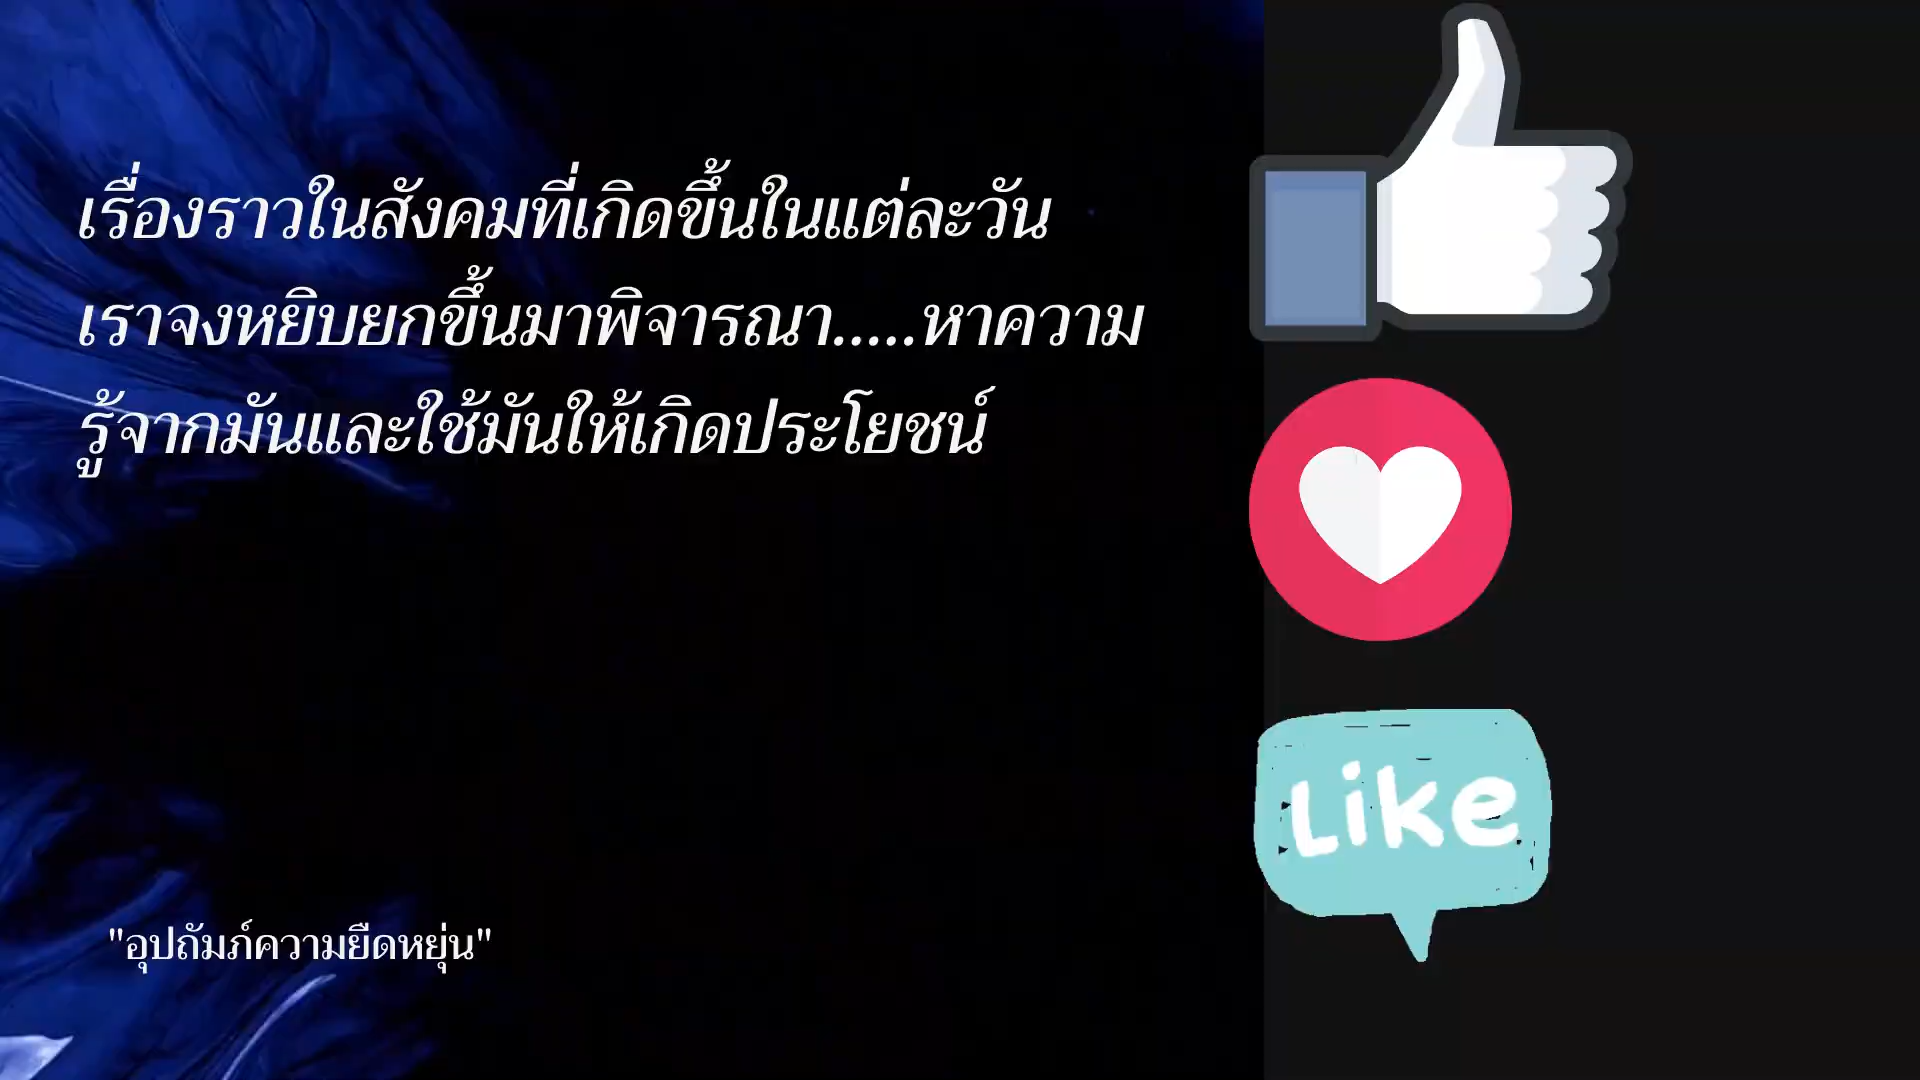 เรื่องราวในสังคมที่เกิดขึ้นในแต่ละวัน
เราจงหยิบยกขึ้นมาพิจารณา.....หาความ
รู้จากมันและใช้มันให้เกิดประโยชน์
Like
"อุปถัมภ์ความยืดหยุ่น"